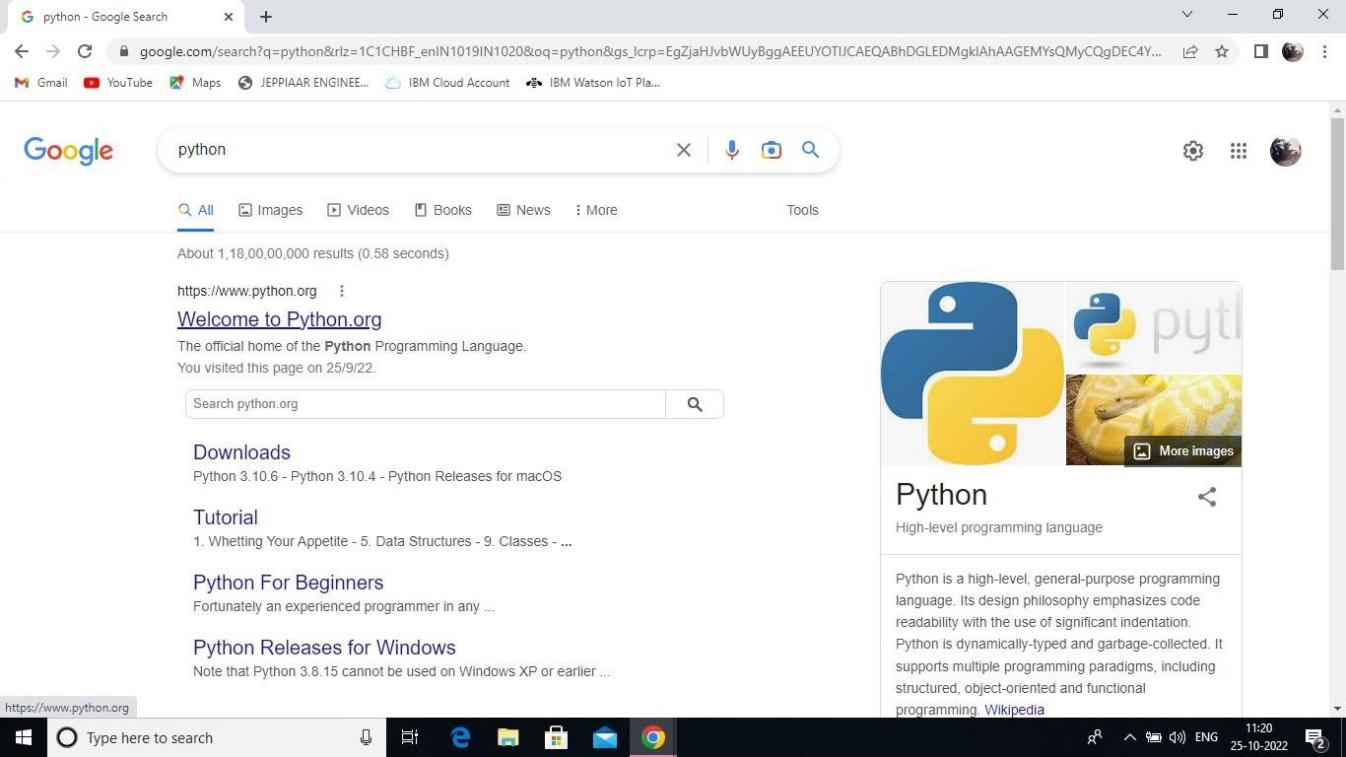 python - Google Search
google.com/search?q=python&rlz=1C1CHBF_enIN1019IN1020&oq=python&gs_lcrp=EgZjaHJvbWUyBggAEEUYOTIJCAEQABhDGLEDMgkIAhAAGEMYsQMyCQgDEC4Y...
Gmail YouTube Maps JEPPIAAR ENGINEE... IBM Cloud Account IBM Watson IoT Pla...
Google
python
All Images Videos Books News More Tools
About 1,18,00,00,000 results (0.58 seconds)
https://www.python.org
Welcome to Python.org
The official home of the Python Programming Language.
You visited this page on 25/9/22.
Search python.org
Downloads
Python 3.10.6 - Python 3.10.4 - Python Releases for macOS
Tutorial
1. Whetting Your Appetite - 5. Data Structures - 9. Classes - ...
Python For Beginners
Fortunately an experienced programmer in any ...
Python Releases for Windows
Note that Python 3.8.15 cannot be used on Windows XP or earlier ...
pyth
More images
Python
High-level programming language
Python is a high-level, general-purpose programming
language. Its design philosophy emphasizes code
readability with the use of significant indentation.
Python is dynamically-typed and garbage-collected. It
supports multiple programming paradigms, including
structured, object-oriented and functional
programming. Wikipedia
https://www.python.org
Type here to search
ENG
11:20
25-10-2022
2